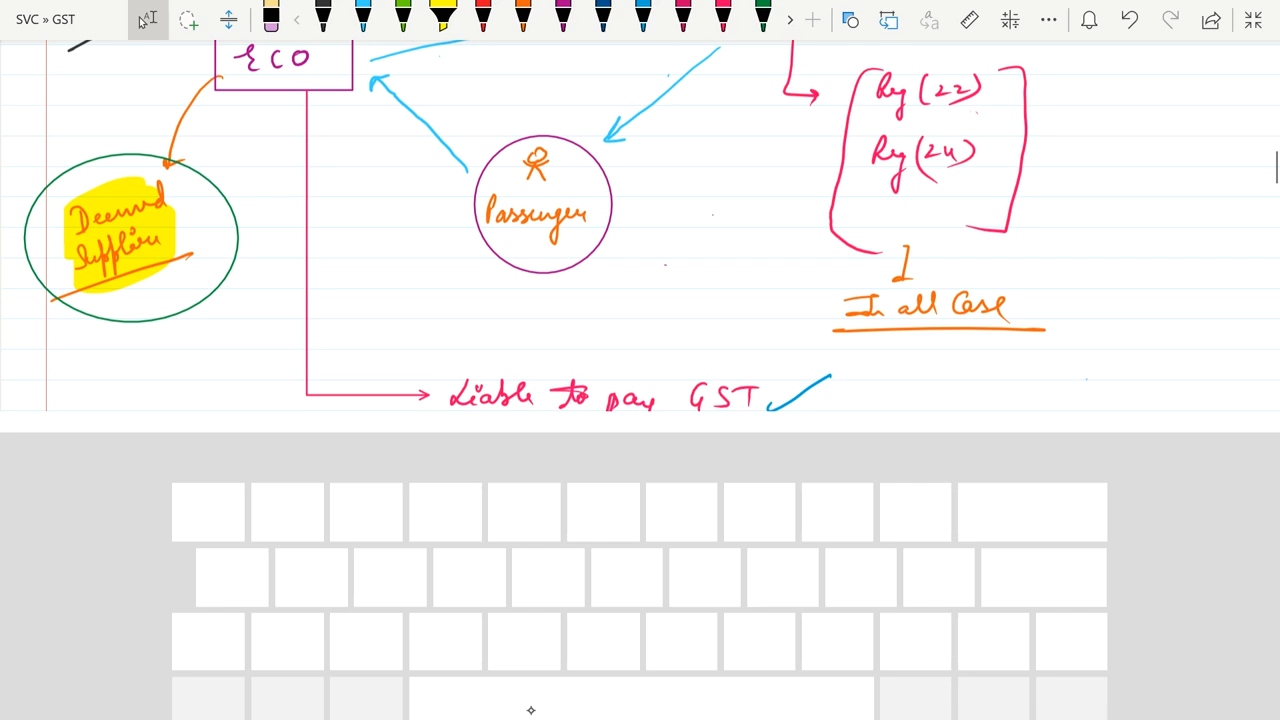 SVC » GST
ECO
Reg (22)
Reg (24)
Passenger
Deemed
Supplier
In all Case
Liable to pay GST